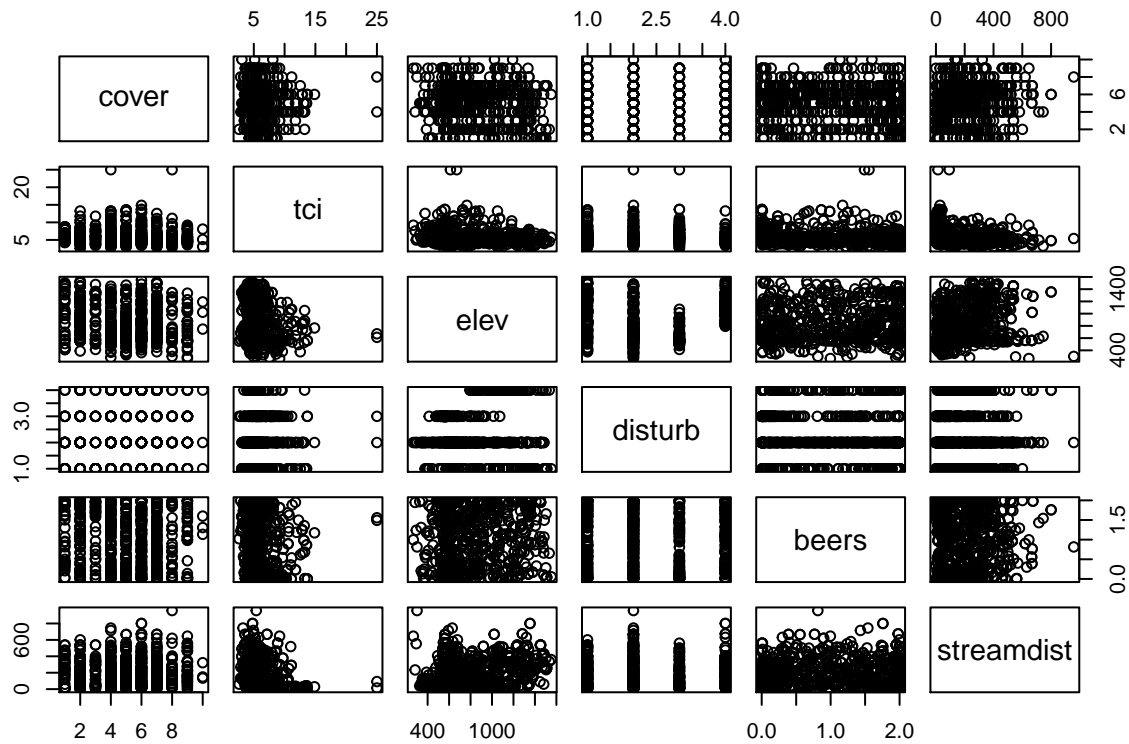 5 15 25 1.0 2.5 4.0 0 400 800
cover 2 6
5 20 tci
elev 400 1400
1.0 3.0 disturb
beers 0.0 1.5
0 600 streamdist
2 4 6 8 400 1000 0.0 1.0 2.0